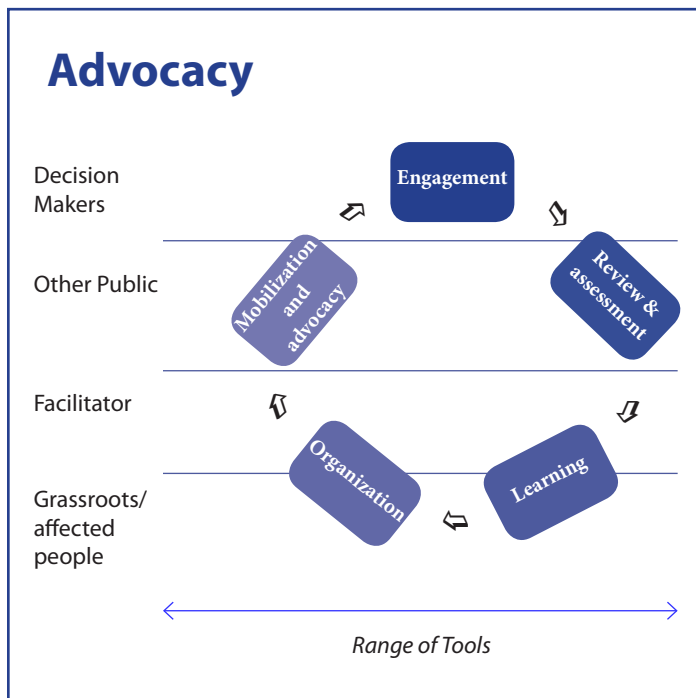 Advocacy
Decision
Makers
Engagement
Other Public
Mobilization
and
advocacy
Review &
assessment
Facilitator
Organization
Learning
Grassroots/
affected
people
Range of Tools